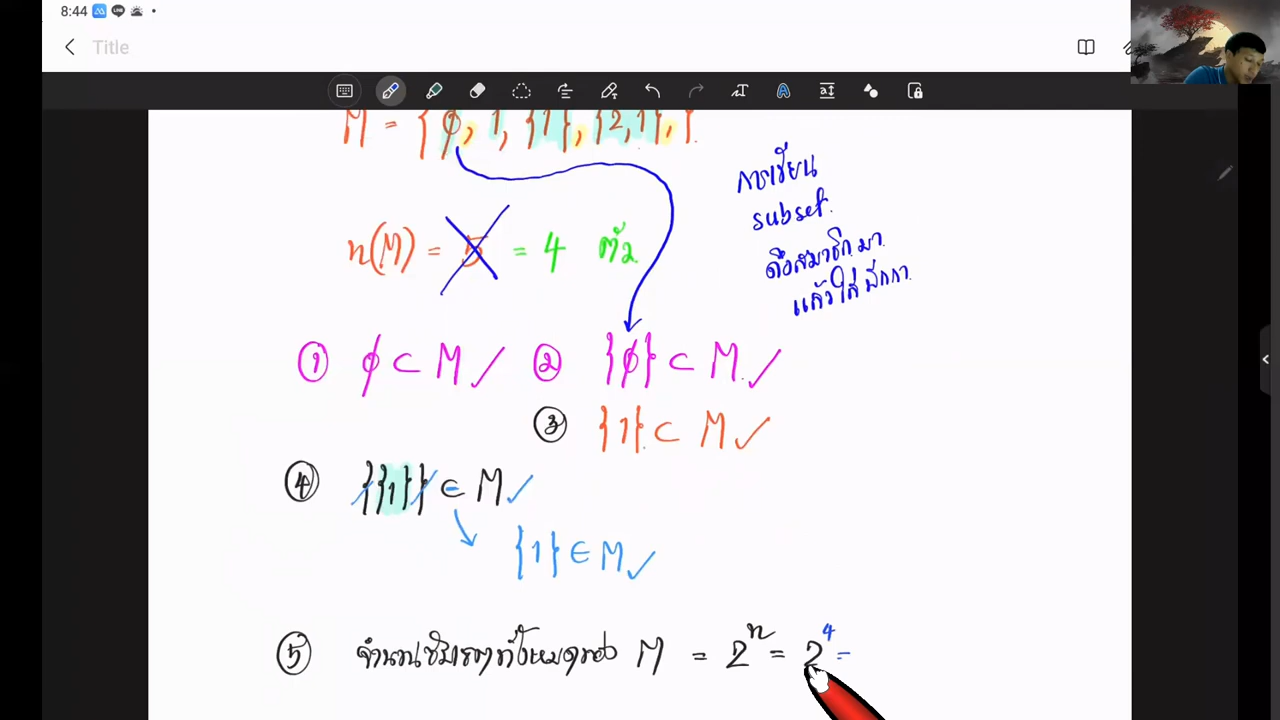 8:44
Title
M = { φ, 1, {1}, {2,1}, }
การเขียน
subset
ดึงสมาชิกมา
แล้วใส่ปีกกา
n(M) = 5 = 4 ตัว
① φ ⊂ M ✓ ② {φ} ⊂ M ✓
③ {1} ⊂ M ✓
④ {{1}} ⊂ M ✓
{1} ∈ M ✓
⑤ จำนวนซับเซตทั้งหมดของ M = 2ⁿ = 2⁴ =